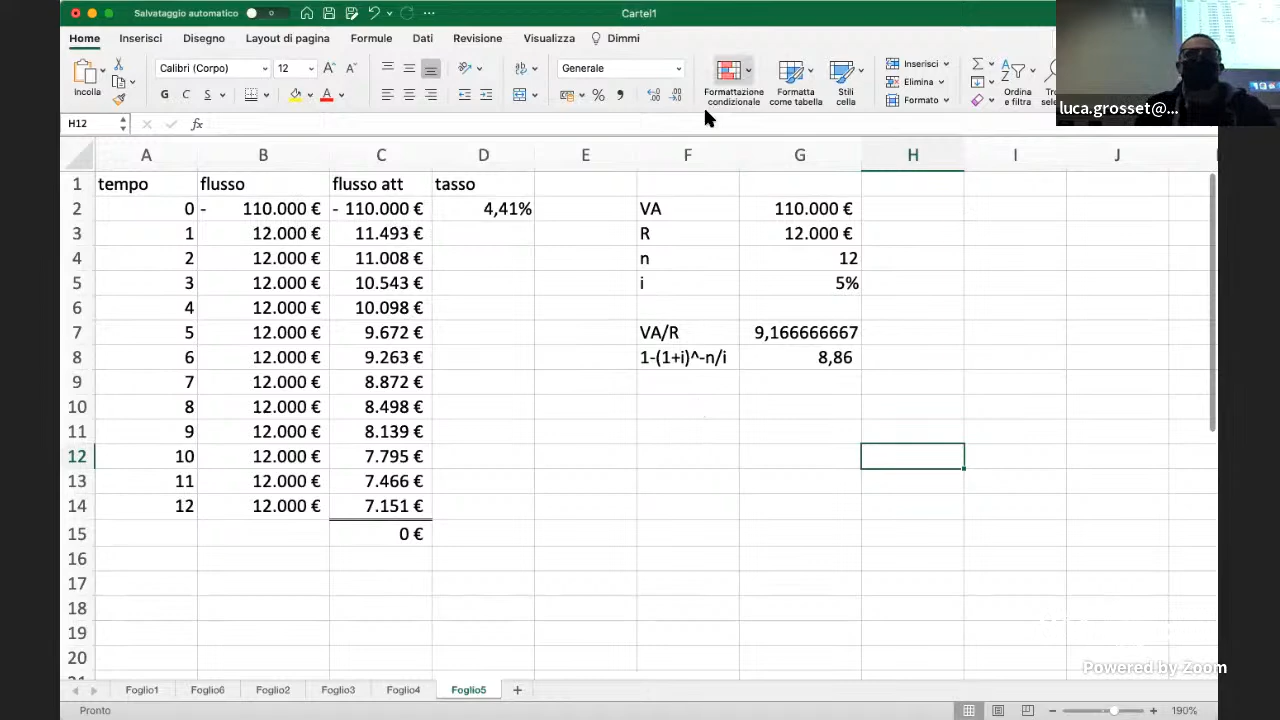 Salvataggio automatico
Cartel1
Home Inserisci Disegno di pagina Revis
Incolla
Calibri (Corpo) 12
G C S
Generale
Formattazione condizionale
Formatta come tabella
Stili cella
Inserisci
Elimina
Formato
Ordina e filtra
luca.grosset@...
H12 fx
A B C D E F G H I J
1 tempo flusso flusso att tasso
2 0 - 110.000 € - 110.000 € 4,41% VA 110.000 €
3 1 12.000 € 11.493 € R 12.000 €
4 2 12.000 € 11.008 € n 12
5 3 12.000 € 10.543 € i 5%
6 4 12.000 € 10.098 €
7 5 12.000 € 9.672 € VA/R 9,166666667
8 6 12.000 € 9.263 € 1-(1+i)^-n/i 8,86
9 7 12.000 € 8.872 €
10 8 12.000 € 8.498 €
11 9 12.000 € 8.139 €
12 10 12.000 € 7.795 €
13 11 12.000 € 7.466 €
14 12 12.000 € 7.151 €
15 0 €
16
17
18
19
20
Powered by Zoom
Foglio1 Foglio6 Foglio2 Foglio3 Foglio4 Foglio5 +
Pronto
190%